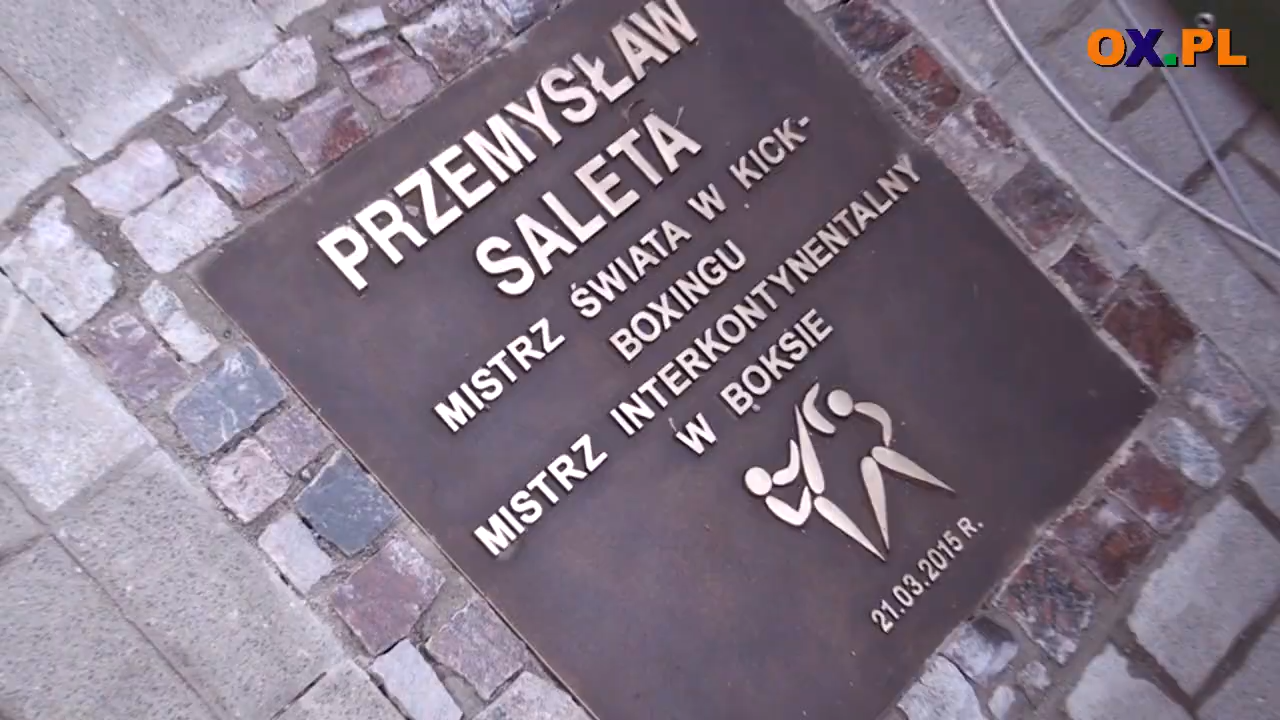 OX.PL
PRZEMYSŁAW
SALETA
MISTRZ ŚWIATA W KICK-
BOXINGU
MISTRZ INTERKONTYNENTALNY
W BOKSIE
21.03.2015 R.